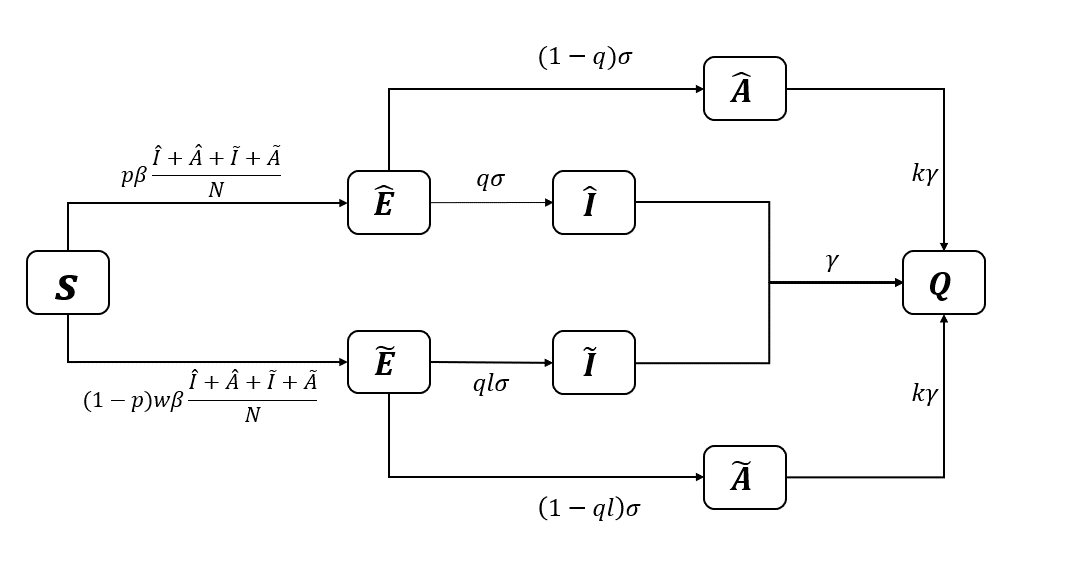 (1 − q)σ
Â
pβ (Î + Â + Ĩ + Ã)/N
Ê
qσ
Î
kγ
S
γ
Q
Ẽ
qlσ
Ĩ
(1 − p)wβ (Î + Â + Ĩ + Ã)/N
kγ
Ã
(1 − ql)σ